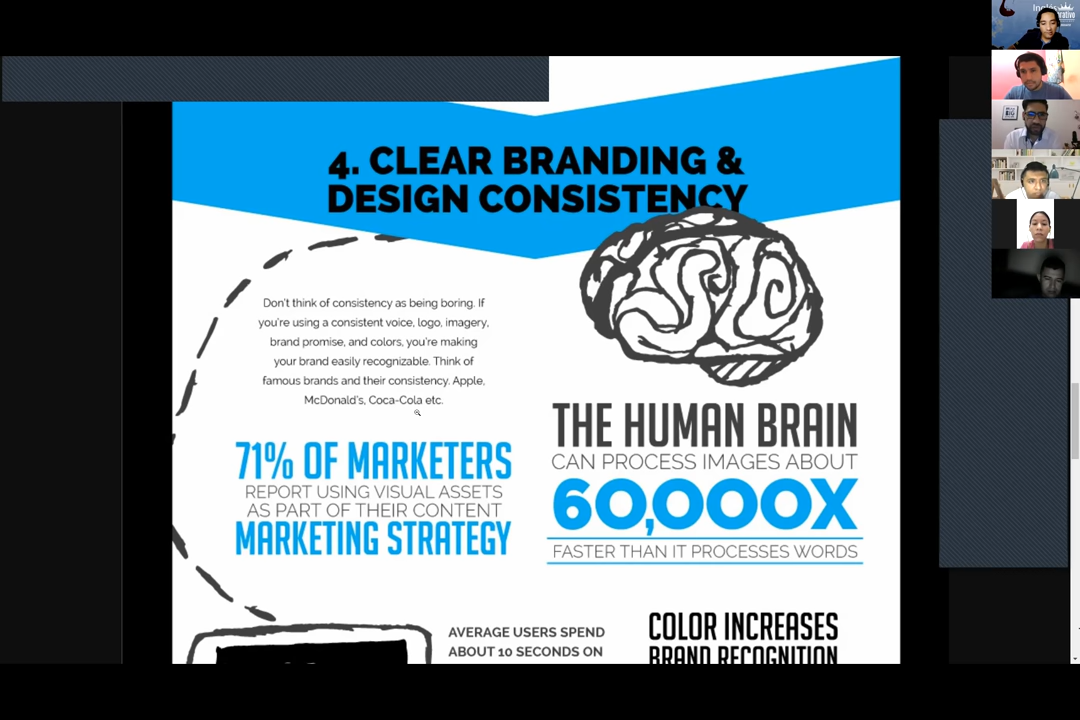 4. CLEAR BRANDING &
DESIGN CONSISTENCY
Don't think of consistency as being boring. If
you're using a consistent voice, logo, imagery,
brand promise, and colors, you're making
your brand easily recognizable. Think of
famous brands and their consistency. Apple,
McDonald's, Coca-Cola etc.
71% OF MARKETERS
REPORT USING VISUAL ASSETS
AS PART OF THEIR CONTENT
MARKETING STRATEGY
THE HUMAN BRAIN
CAN PROCESS IMAGES ABOUT
60,000X
FASTER THAN IT PROCESSES WORDS
AVERAGE USERS SPEND
ABOUT 10 SECONDS ON
COLOR INCREASES
BRAND RECOGNITION